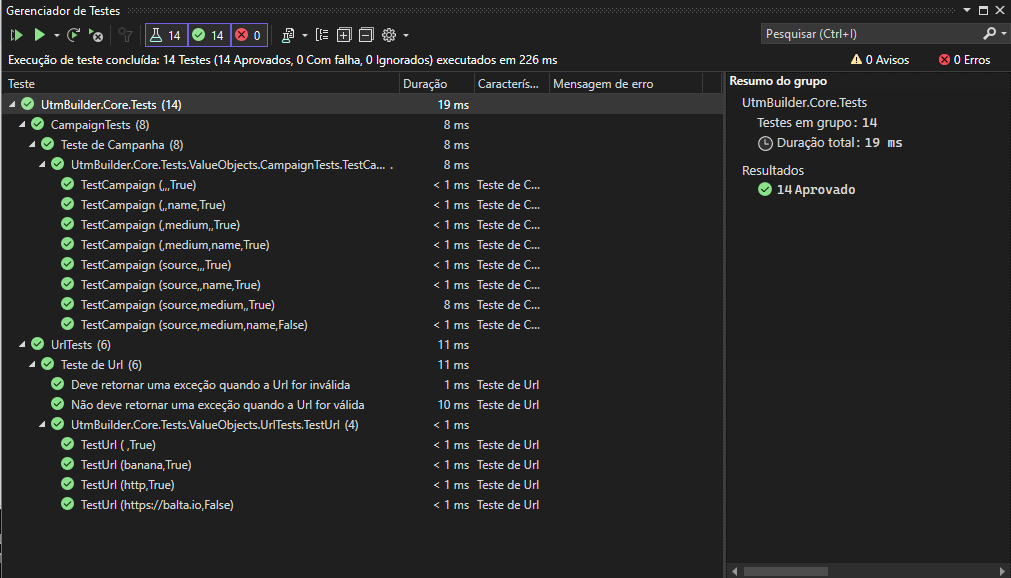 Gerenciador de Testes
14 14 0
Pesquisar (Ctrl+I)
Execução de teste concluída: 14 Testes (14 Aprovados, 0 Com falha, 0 Ignorados) executados em 226 ms
0 Avisos 0 Erros
Teste Duração Caracterís... Mensagem de erro
UtmBuilder.Core.Tests (14) 19 ms
CampaignTests (8) 8 ms
Teste de Campanha (8) 8 ms
UtmBuilder.Core.Tests.ValueObjects.CampaignTests.TestCa... . 8 ms
TestCampaign (,,,True) < 1 ms Teste de C...
TestCampaign (,,name,True) < 1 ms Teste de C...
TestCampaign (,medium,,True) < 1 ms Teste de C...
TestCampaign (,medium,name,True) < 1 ms Teste de C...
TestCampaign (source,,,True) < 1 ms Teste de C...
TestCampaign (source,,name,True) < 1 ms Teste de C...
TestCampaign (source,medium,,True) 8 ms Teste de C...
TestCampaign (source,medium,name,False) < 1 ms Teste de C...
UrlTests (6) 11 ms
Teste de Url (6) 11 ms
Deve retornar uma exceção quando a Url for inválida 1 ms Teste de Url
Não deve retornar uma exceção quando a Url for válida 10 ms Teste de Url
UtmBuilder.Core.Tests.ValueObjects.UrlTests.TestUrl (4) < 1 ms
TestUrl ( ,True) < 1 ms Teste de Url
TestUrl (banana,True) < 1 ms Teste de Url
TestUrl (http,True) < 1 ms Teste de Url
TestUrl (https://balta.io,False) < 1 ms Teste de Url
Resumo do grupo
UtmBuilder.Core.Tests
Testes em grupo: 14
Duração total: 19 ms
Resultados
14 Aprovado